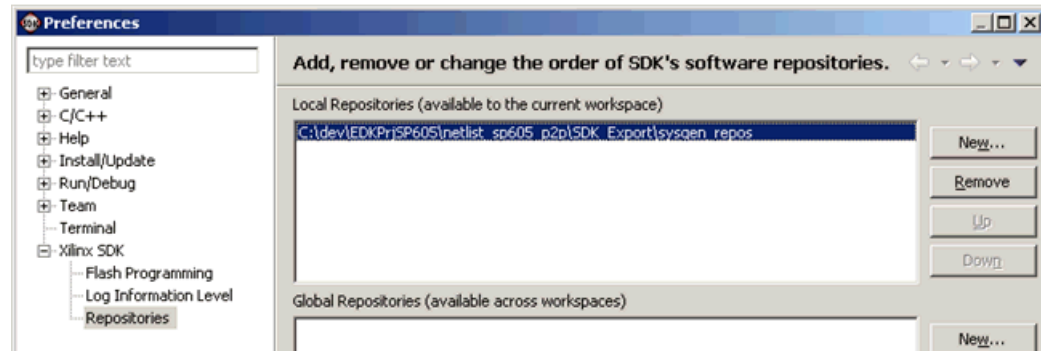 Preferences
type filter text
Add, remove or change the order of SDK's software repositories.
General
C/C++
Help
Install/Update
Run/Debug
Team
Terminal
Xilinx SDK
Flash Programming
Log Information Level
Repositories
Local Repositories (available to the current workspace)
C:\dev\EDKPrjSP605\netlist_sp605_p2p\SDK_Export\sysgen_repos
New...
Remove
Up
Down
Global Repositories (available across workspaces)
New...